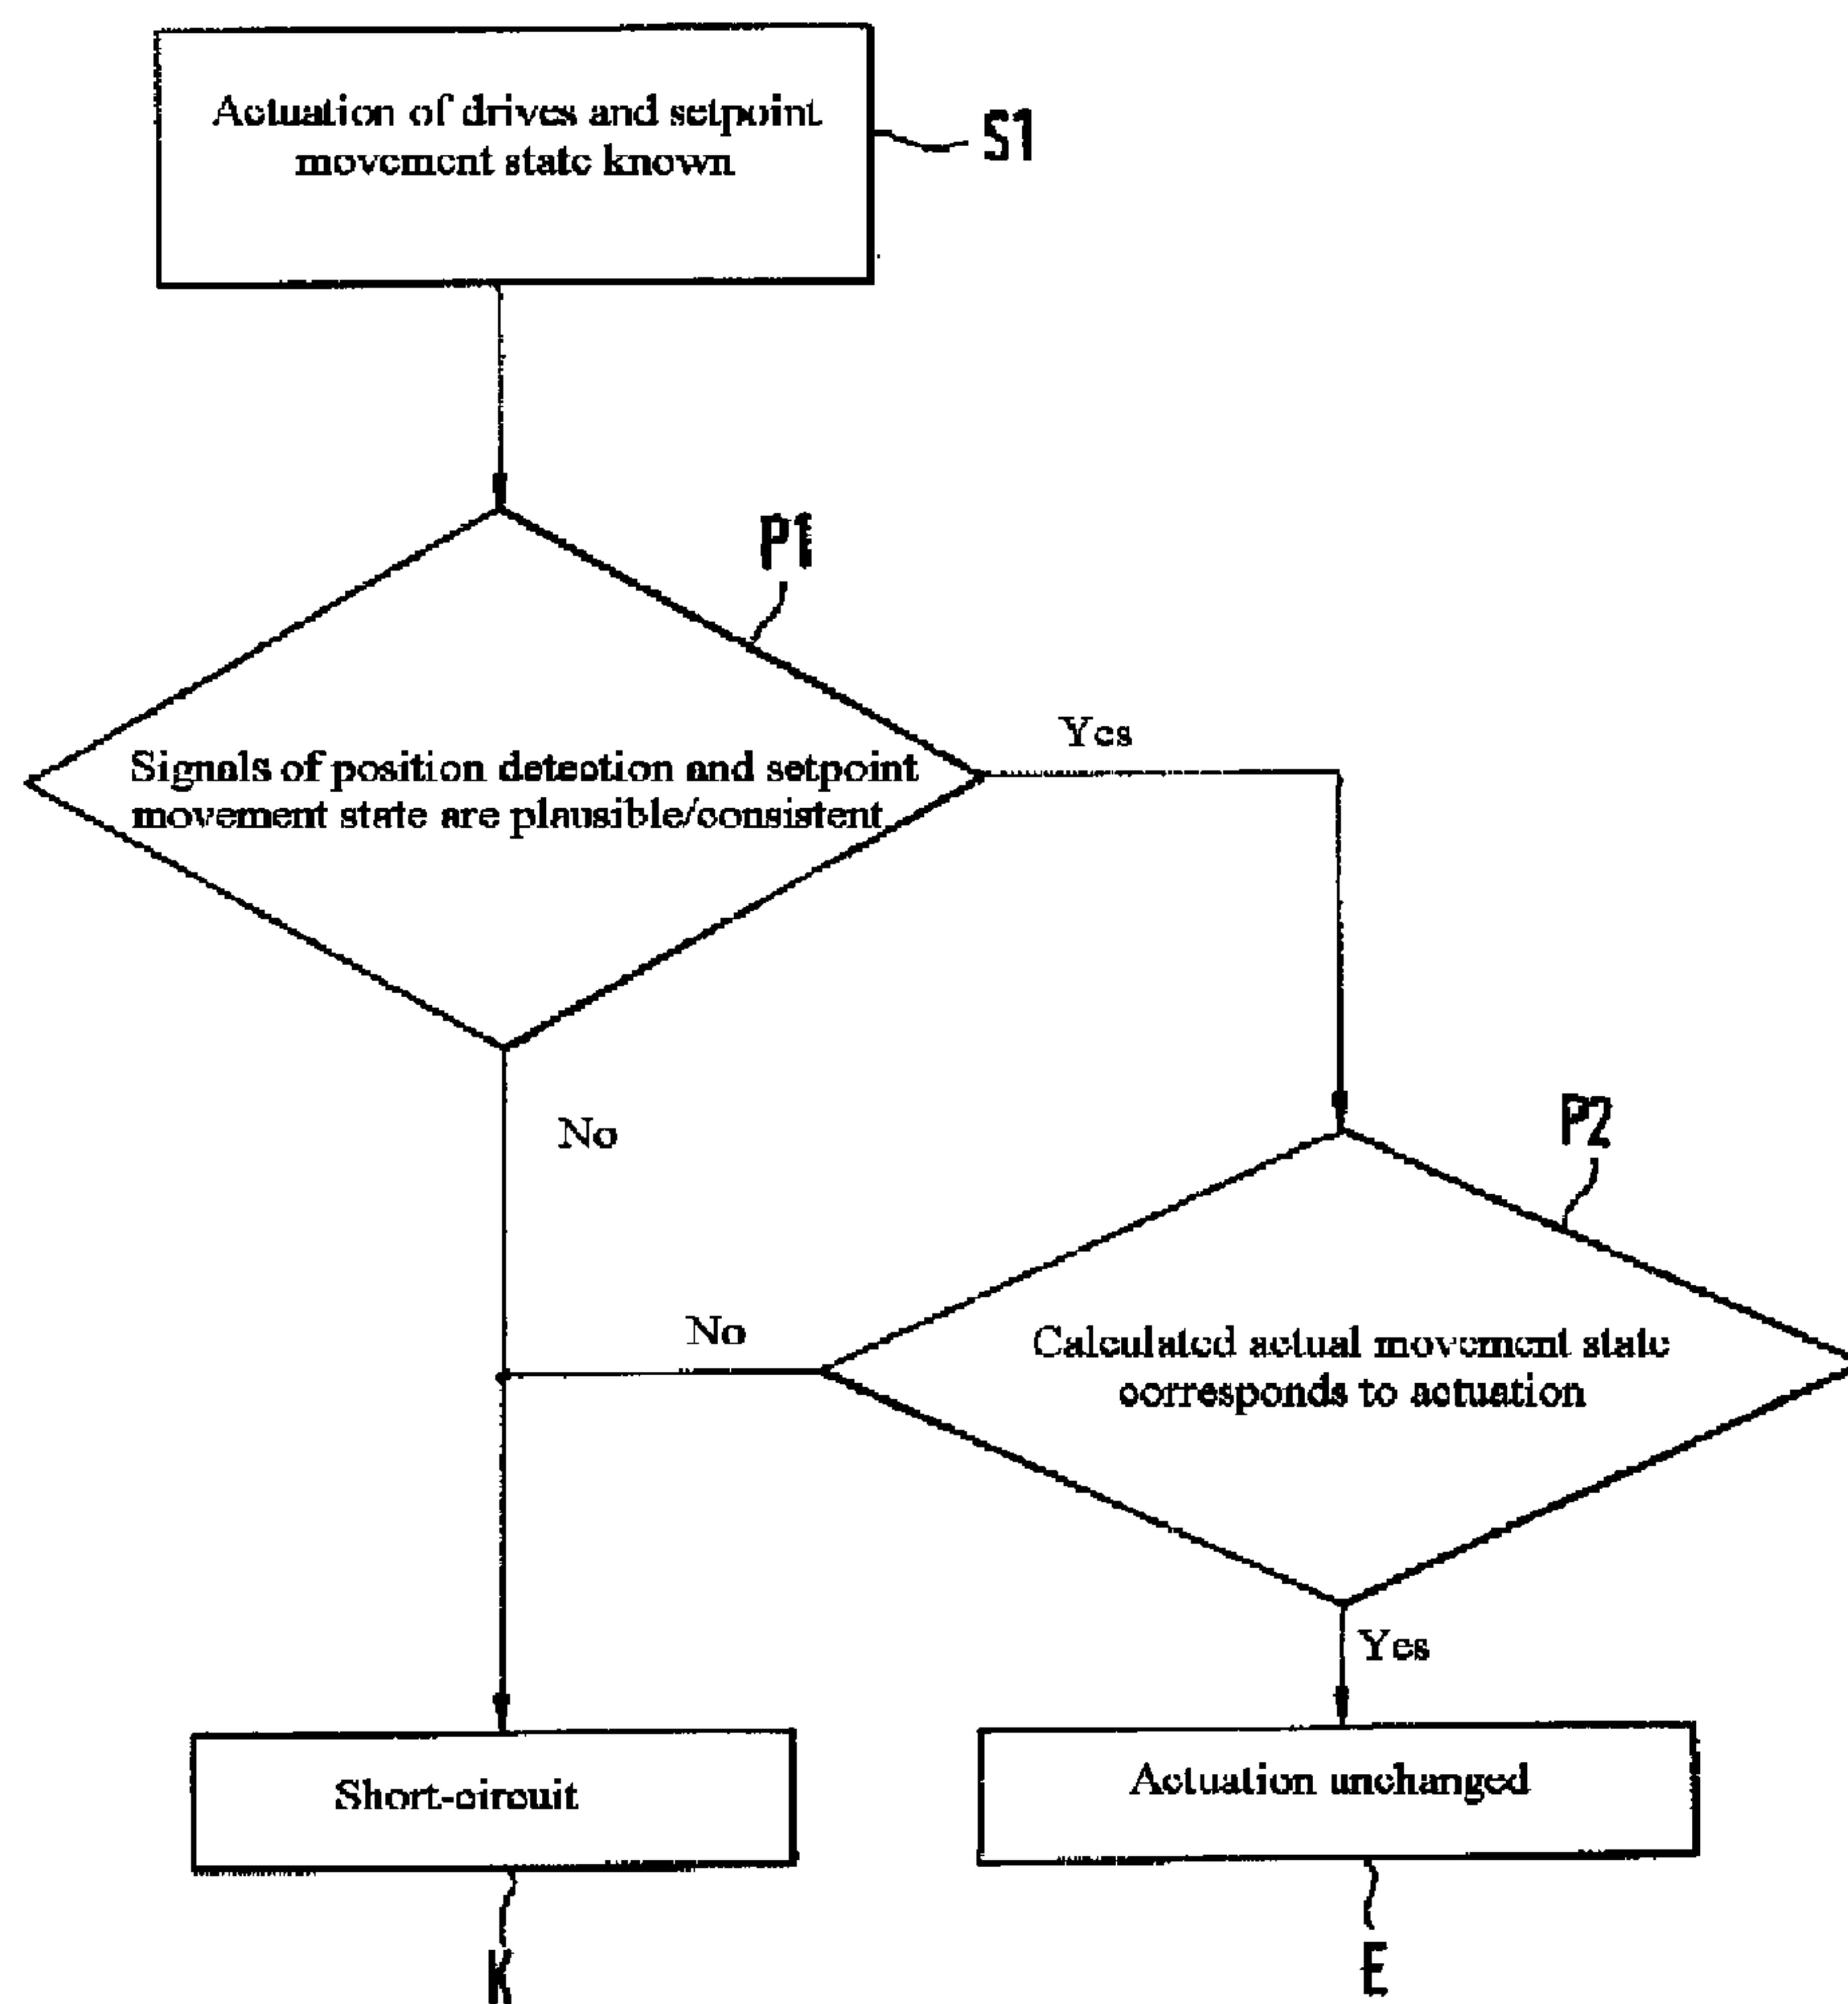 Actuation of drives and setpoint
movement state known
S1
P1
Signals of position detection and setpoint
movement state are plausible/consistent
Yes
No
P2
Calculated actual movement state
corresponds to actuation
No
Yes
Short-circuit
Actuation unchanged
K
E